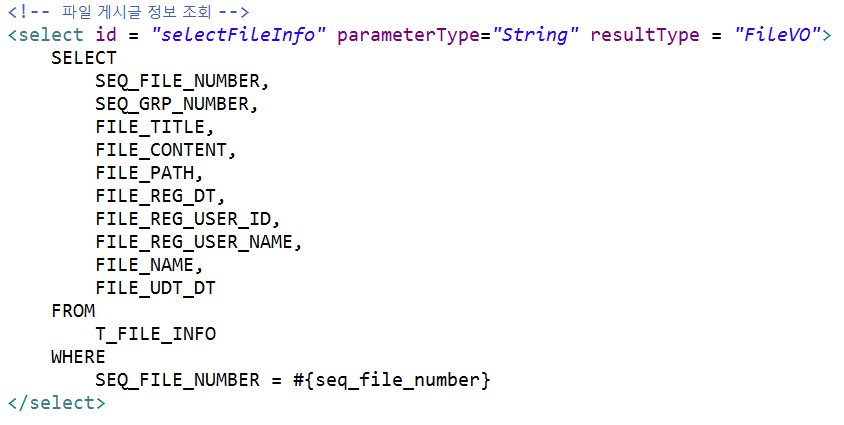 <!-- 파일 게시글 정보 조회 -->
<select id = "selectFileInfo" parameterType="String" resultType = "FileVO">
    SELECT
        SEQ_FILE_NUMBER,
        SEQ_GRP_NUMBER,
        FILE_TITLE,
        FILE_CONTENT,
        FILE_PATH,
        FILE_REG_DT,
        FILE_REG_USER_ID,
        FILE_REG_USER_NAME,
        FILE_NAME,
        FILE_UDT_DT
    FROM
        T_FILE_INFO
    WHERE
        SEQ_FILE_NUMBER = #{seq_file_number}
</select>